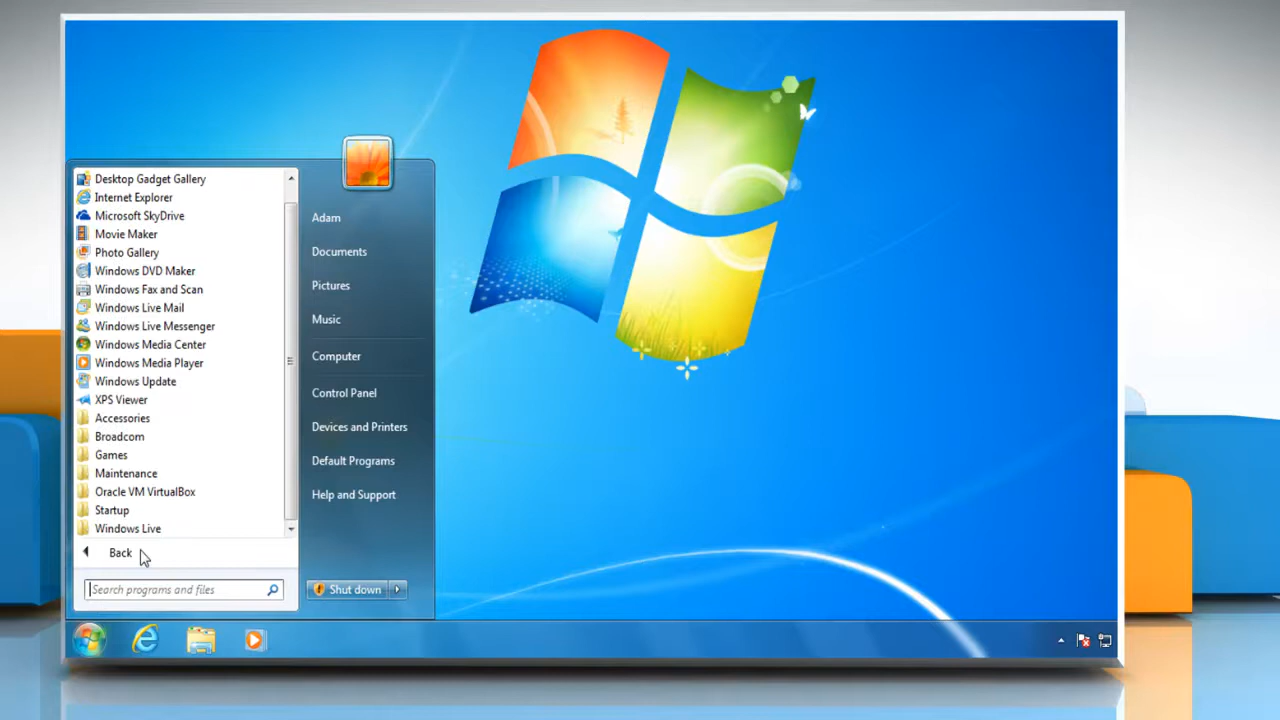 Desktop Gadget Gallery
Internet Explorer
Microsoft SkyDrive
Movie Maker
Photo Gallery
Windows DVD Maker
Windows Fax and Scan
Windows Live Mail
Windows Live Messenger
Windows Media Center
Windows Media Player
Windows Update
XPS Viewer
Accessories
Broadcom
Games
Maintenance
Oracle VM VirtualBox
Startup
Windows Live
Back
Search programs and files
Adam
Documents
Pictures
Music
Computer
Control Panel
Devices and Printers
Default Programs
Help and Support
Shut down